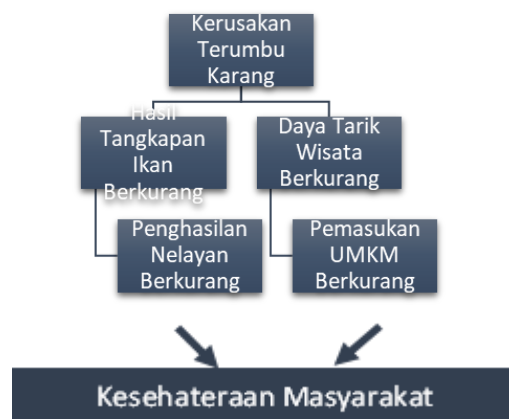 Kerusakan
Terumbu
Karang
Hasil
Tangkapan
Ikan
Berkurang
Daya Tarik
Wisata
Berkurang
Penghasilan
Nelayan
Berkurang
Pemasukan
UMKM
Berkurang
Kesehateraan Masyarakat